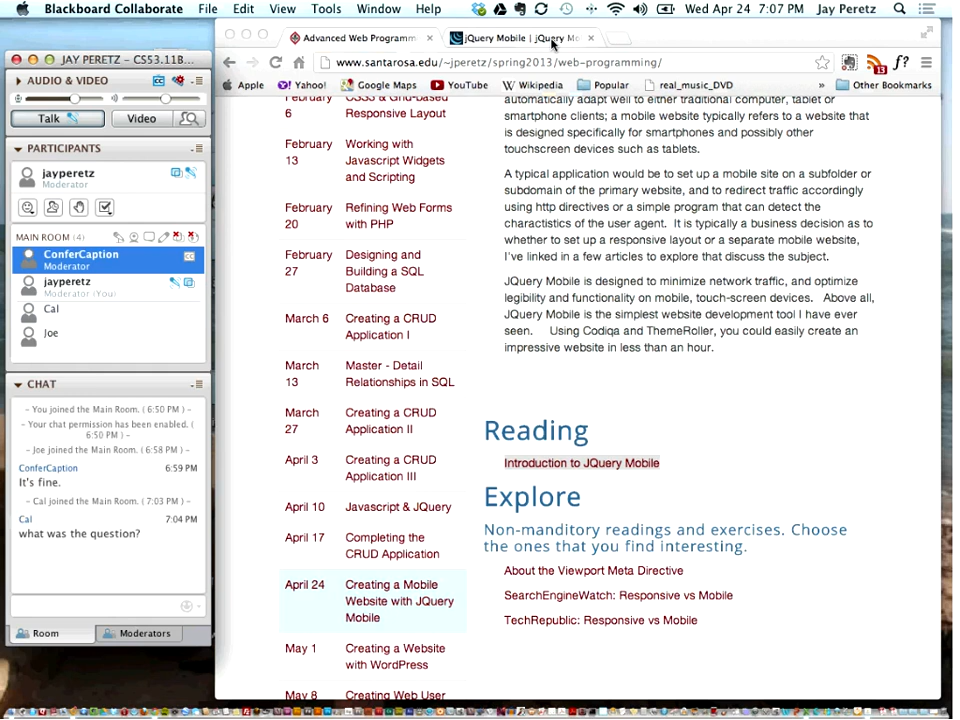 Blackboard Collaborate File Edit View Tools Window Help Wed Apr 24 7:07 PM Jay Peretz
JAY PERETZ – CS53.11B...
AUDIO & VIDEO
Talk Video
PARTICIPANTS
jayperetz
Moderator
MAIN ROOM (4)
ConferCaption
Moderator
jayperetz
Moderator (You)
Cal
Joe
CHAT
– You joined the Main Room. ( 6:50 PM ) –
– Your chat permission has been enabled. (
6:50 PM ) –
– Joe joined the Main Room. ( 6:58 PM ) –
ConferCaption 6:59 PM
It's fine.
– Cal joined the Main Room. ( 7:03 PM ) –
Cal 7:04 PM
what was the question?
Room Moderators
Advanced Web Programm jQuery Mobile | jQuery Mo
www.santarosa.edu/~jperetz/spring2013/web-programming/
13
f?
Apple Yahoo! Google Maps YouTube Wikipedia Popular real_music_DVD » Other Bookmarks
February 6 CSS3 & Grid-based
Responsive Layout
February 13 Working with
Javascript Widgets
and Scripting
February 20 Refining Web Forms
with PHP
February 27 Designing and
Building a SQL
Database
March 6 Creating a CRUD
Application I
March 13 Master - Detail
Relationships in SQL
March 27 Creating a CRUD
Application II
April 3 Creating a CRUD
Application III
April 10 Javascript & JQuery
April 17 Completing the
CRUD Application
April 24 Creating a Mobile
Website with JQuery
Mobile
May 1 Creating a Website
with WordPress
May 8 Creating Web User
automatically adapt well to either traditional computer, tablet or
smartphone clients; a mobile website typically refers to a website that
is designed specifically for smartphones and possibly other
touchscreen devices such as tablets.
A typical application would be to set up a mobile site on a subfolder or
subdomain of the primary website, and to redirect traffic accordingly
using http directives or a simple program that can detect the
charactistics of the user agent. It is typically a business decision as to
whether to set up a responsive layout or a separate mobile website,
I've linked in a few articles to explore that discuss the subject.
JQuery Mobile is designed to minimize network traffic, and optimize
legibility and functionality on mobile, touch-screen devices. Above all,
JQuery Mobile is the simplest website development tool I have ever
seen. Using Codiqa and ThemeRoller, you could easily create an
impressive website in less than an hour.
Reading
Introduction to JQuery Mobile
Explore
Non-manditory readings and exercises. Choose
the ones that you find interesting.
About the Viewport Meta Directive
SearchEngineWatch: Responsive vs Mobile
TechRepublic: Responsive vs Mobile